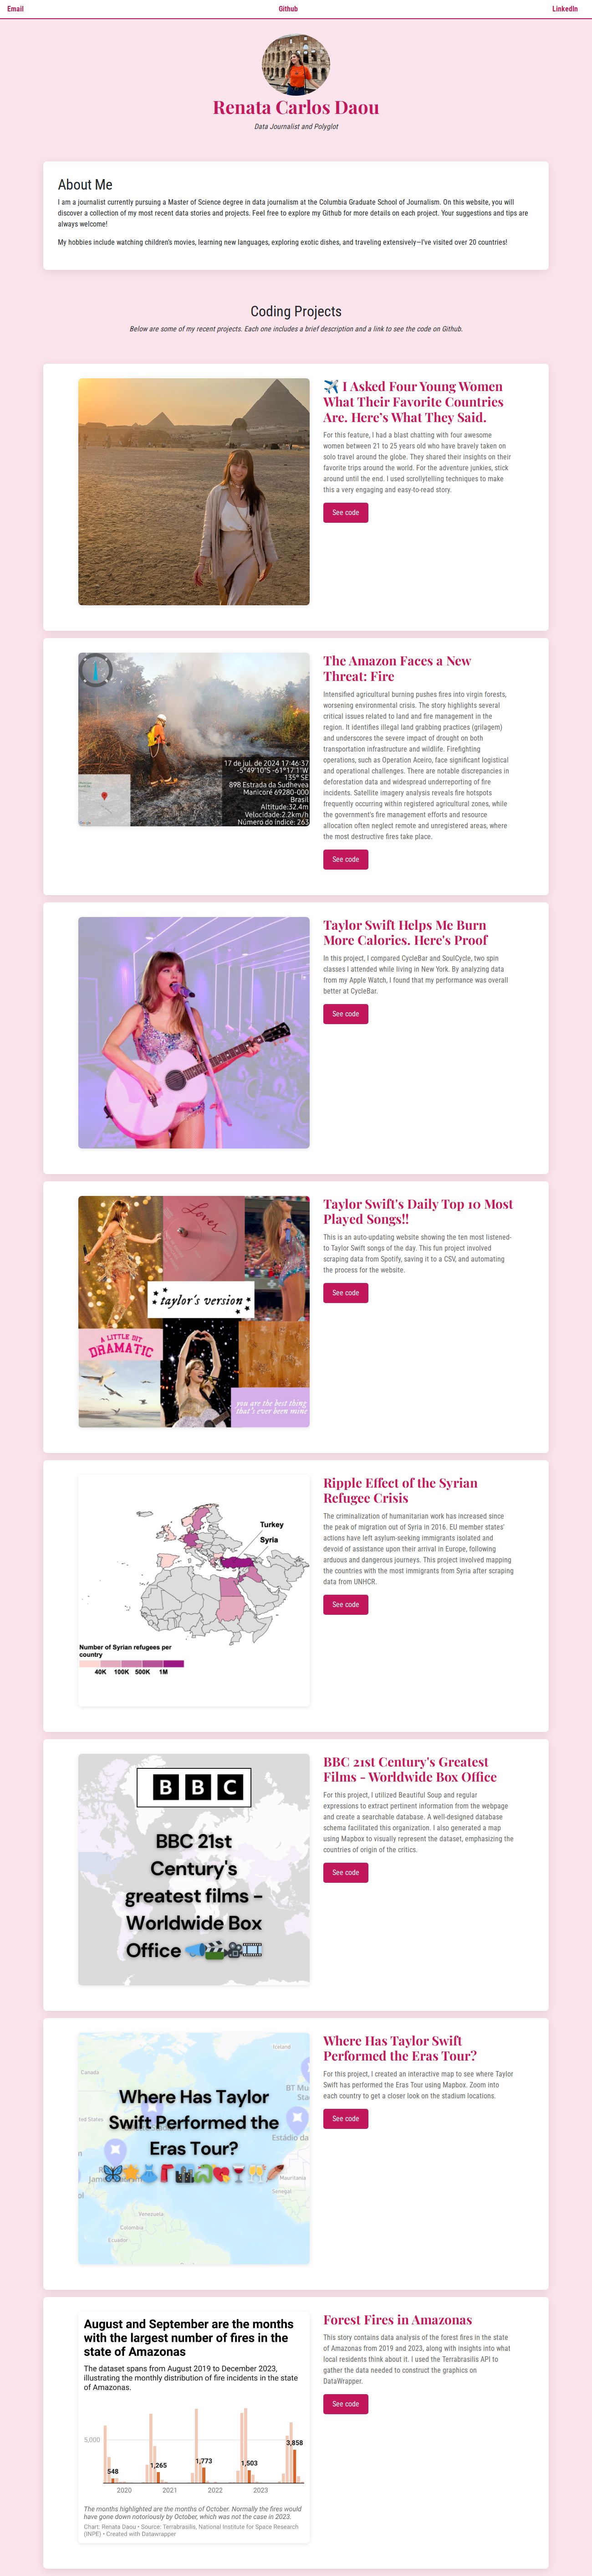 Email
Github
LinkedIn
Renata Carlos Daou
Data Journalist and Polyglot
About Me
I am a journalist currently pursuing a Master of Science degree in data journalism at the Columbia Graduate School of Journalism. On this website, you will
discover a collection of my most recent data stories and projects. Feel free to explore my Github for more details on each project. Your suggestions and tips are
always welcome!
My hobbies include watching children's movies, learning new languages, exploring exotic dishes, and traveling extensively—I've visited over 20 countries!
Coding Projects
Below are some of my recent projects. Each one includes a brief description and a link to see the code on Github.
✈️ I Asked Four Young Women
What Their Favorite Countries
Are. Here's What They Said.
For this feature, I had a blast chatting with four awesome
women between 21 to 25 years old who have bravely taken on
solo travel around the globe. They shared their insights on their
favorite trips around the world. For the adventure junkies, stick
around until the end. I used scrollytelling techniques to make
this a very engaging and easy-to-read story.
See code
17 de jul. de 2024 17:46:37
-5°49'10"S -61°17'1"W
135° SE
898 Estrada da Sudhevea
Manicoré 69280-000
Brasil
Altitude:32.4m
Velocidade:2.2km/h
Número do índice: 263
The Amazon Faces a New
Threat: Fire
Intensified agricultural burning pushes fires into virgin forests,
worsening environmental crisis. The story highlights several
critical issues related to land and fire management in the
region. It identifies illegal land grabbing practices (grilagem)
and underscores the severe impact of drought on both
transportation infrastructure and wildlife. Firefighting
operations, such as Operation Aceiro, face significant logistical
and operational challenges. There are notable discrepancies in
deforestation data and widespread underreporting of fire
incidents. Satellite imagery analysis reveals fire hotspots
frequently occurring within registered agricultural zones, while
the government's fire management efforts and resource
allocation often neglect remote and unregistered areas, where
the most destructive fires take place.
See code
Taylor Swift Helps Me Burn
More Calories. Here's Proof
In this project, I compared CycleBar and SoulCycle, two spin
classes I attended while living in New York. By analyzing data
from my Apple Watch, I found that my performance was overall
better at CycleBar.
See code
Lover
taylor's version
A LITTLE BIT
DRAMATIC
you are the best thing
that's ever been mine
Taylor Swift's Daily Top 10 Most
Played Songs!!
This is an auto-updating website showing the ten most listened-
to Taylor Swift songs of the day. This fun project involved
scraping data from Spotify, saving it to a CSV, and automating
the process for the website.
See code
Turkey
Syria
Number of Syrian refugees per
country
40K 100K 500K 1M
Ripple Effect of the Syrian
Refugee Crisis
The criminalization of humanitarian work has increased since
the peak of migration out of Syria in 2016. EU member states'
actions have left asylum-seeking immigrants isolated and
devoid of assistance upon their arrival in Europe, following
arduous and dangerous journeys. This project involved mapping
the countries with the most immigrants from Syria after scraping
data from UNHCR.
See code
BBC
BBC 21st
Century's
greatest films -
Worldwide Box
Office
BBC 21st Century's Greatest
Films - Worldwide Box Office
For this project, I utilized Beautiful Soup and regular
expressions to extract pertinent information from the webpage
and create a searchable database. A well-designed database
schema facilitated this organization. I also generated a map
using Mapbox to visually represent the dataset, emphasizing the
countries of origin of the critics.
See code
Iceland
Canada
BT Mu
Sta
ted States
Where Has Taylor
Swift Performed the
Eras Tour?
Estádio da
Mauritania
Senegal
Venezuela
Colombia
Ecuador
Where Has Taylor Swift
Performed the Eras Tour?
For this project, I created an interactive map to see where Taylor
Swift has performed the Eras Tour using Mapbox. Zoom into
each country to get a closer look on the stadium locations.
See code
August and September are the months
with the largest number of fires in the
state of Amazonas
The dataset spans from August 2019 to December 2023,
illustrating the monthly distribution of fire incidents in the state
of Amazonas.
5,000
548
1,265
1,773
1,503
3,858
2020 2021 2022 2023
The months highlighted are the months of October. Normally the fires would
have gone down notoriously by October, which was not the case in 2023.
Chart: Renata Daou • Source: Terrabrasilis, National Institute for Space Research
(INPE) • Created with Datawrapper
Forest Fires in Amazonas
This story contains data analysis of the forest fires in the state
of Amazonas from 2019 and 2023, along with insights into what
local residents think about it. I used the Terrabrasilis API to
gather the data needed to construct the graphics on
DataWrapper.
See code